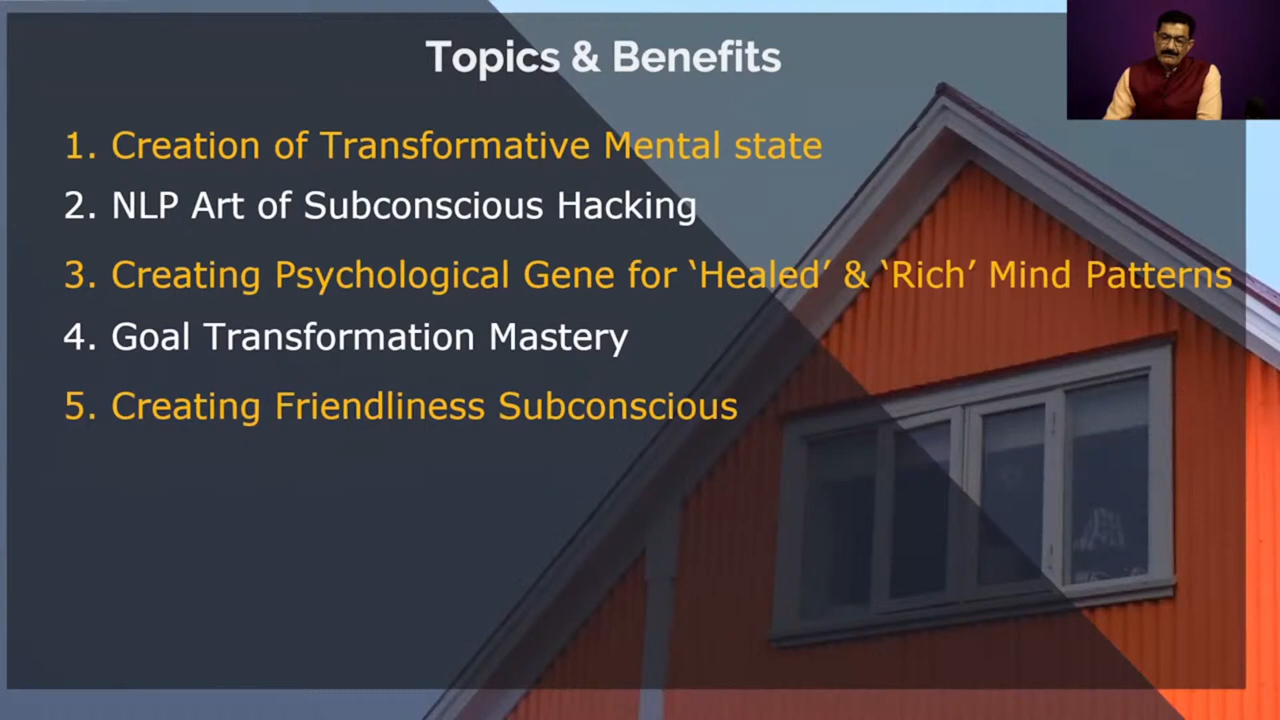 Topics & Benefits
1. Creation of Transformative Mental state
2. NLP Art of Subconscious Hacking
3. Creating Psychological Gene for ‘Healed’ & ‘Rich’ Mind Patterns
4. Goal Transformation Mastery
5. Creating Friendliness Subconscious